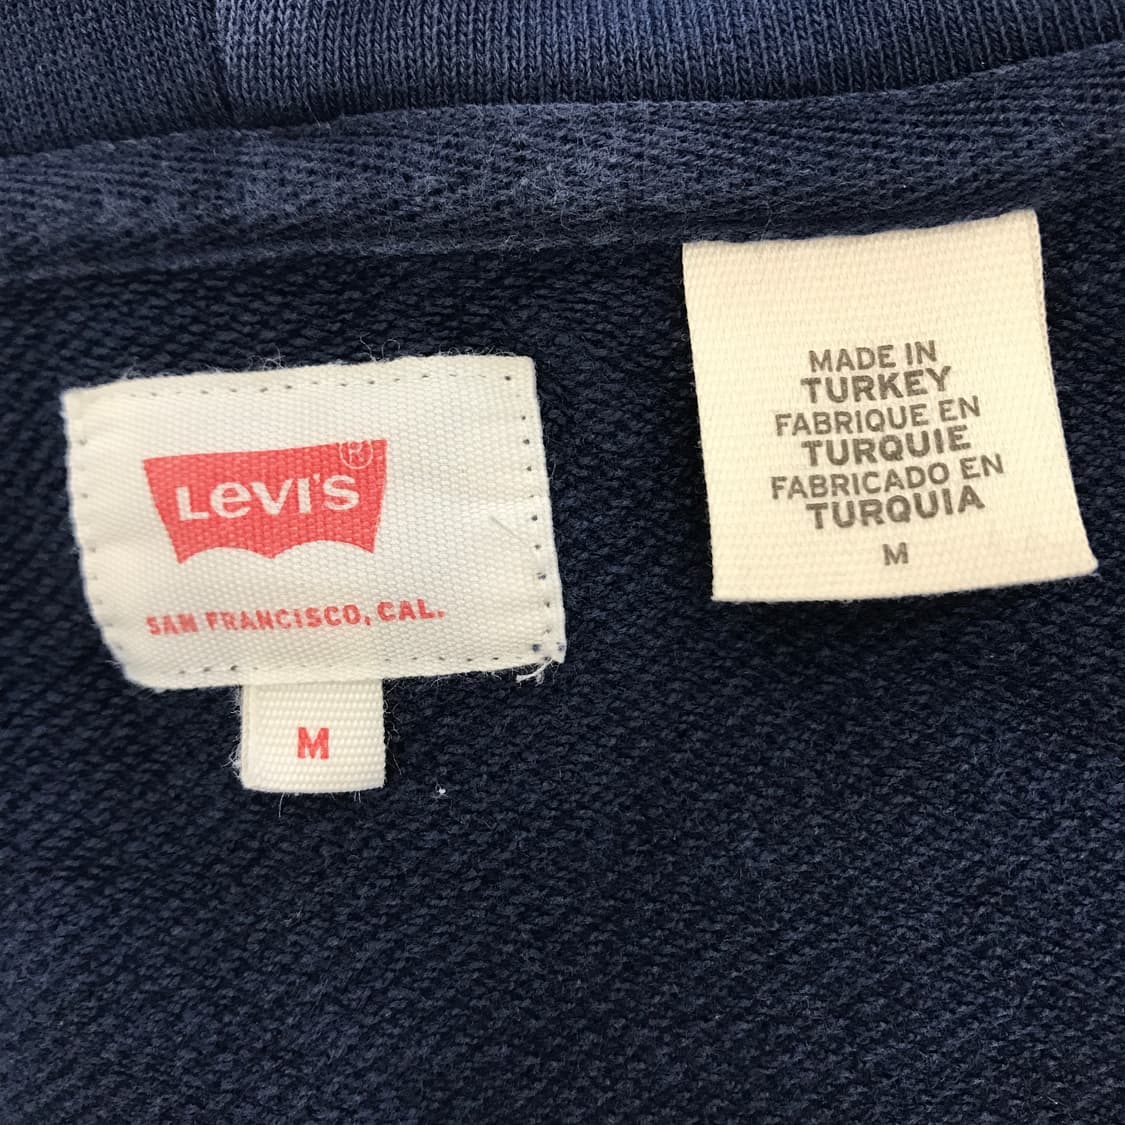 LEVI'S®
SAN FRANCISCO, CAL.
M
MADE IN
TURKEY
FABRIQUE EN
TURQUIE
FABRICADO EN
TURQUIA
M